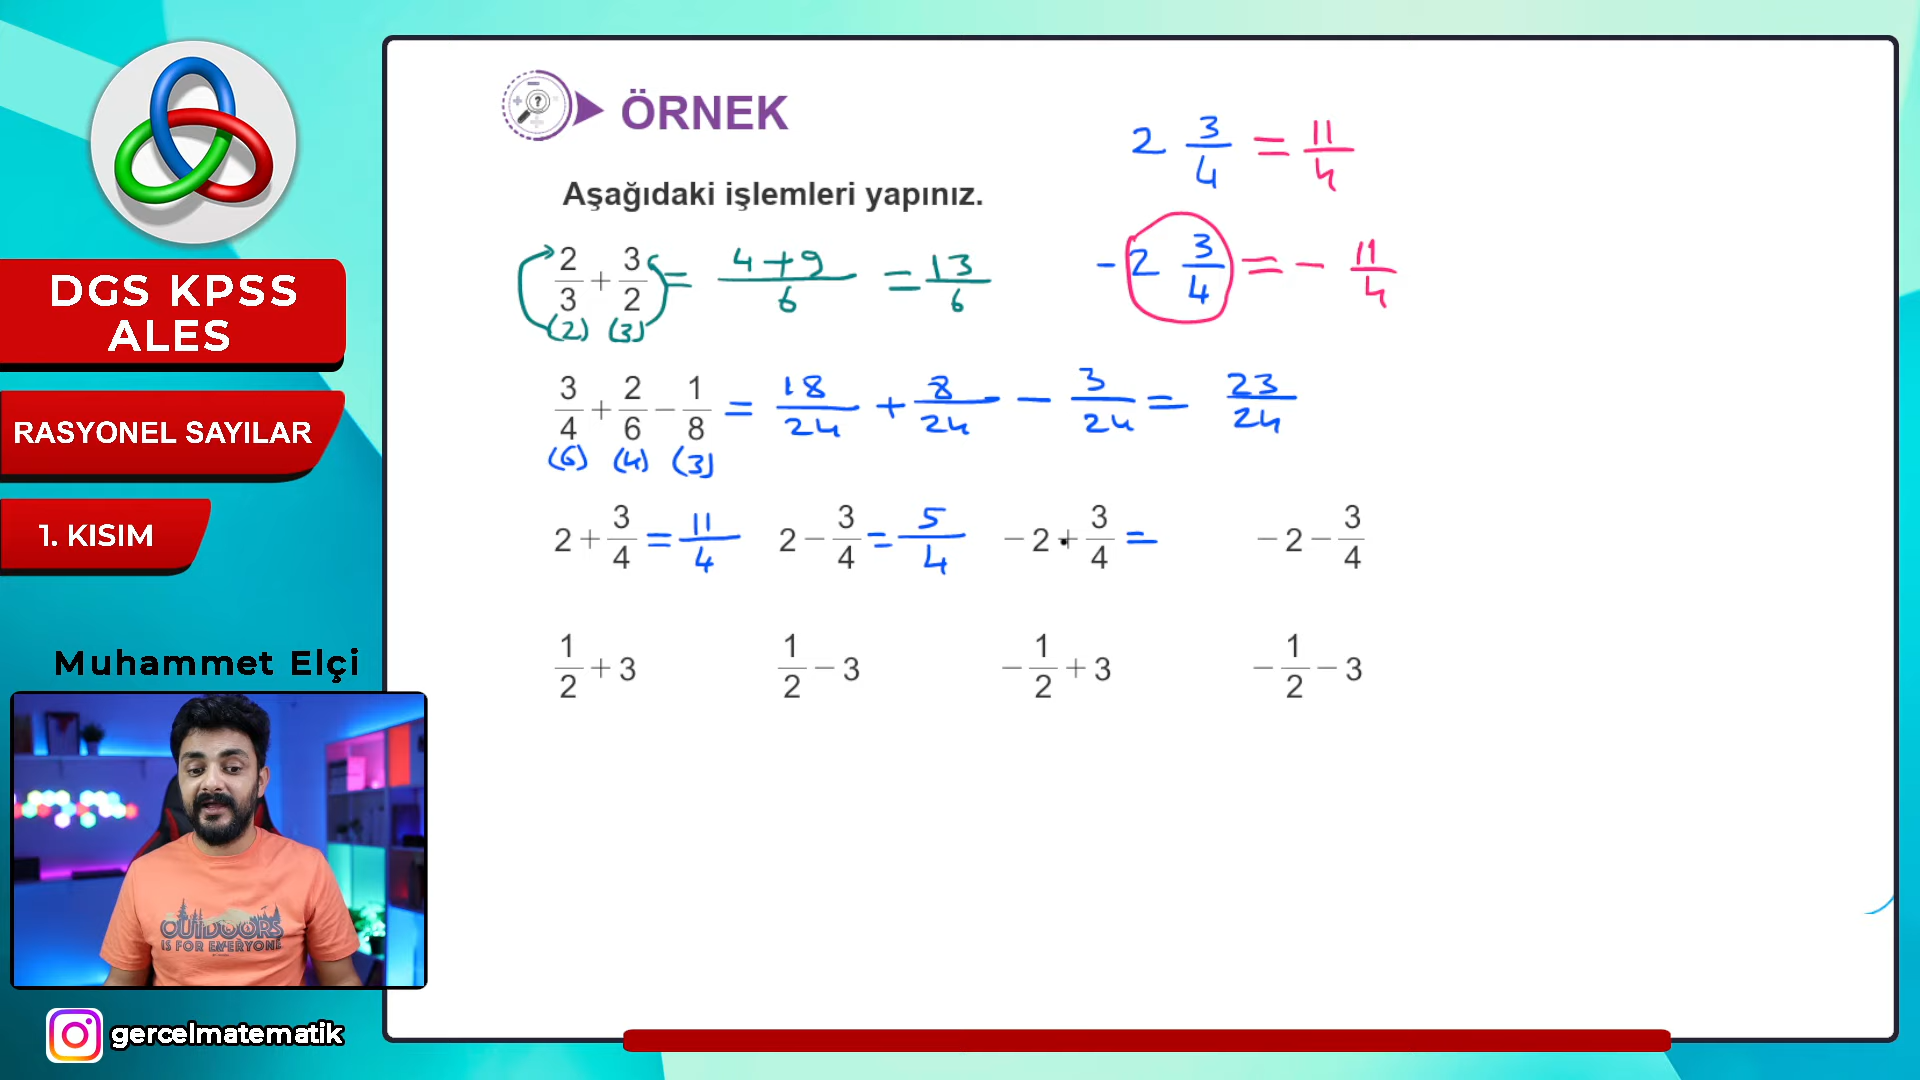 DGS KPSS
ALES
RASYONEL SAYILAR
1. KISIM
Muhammet Elçi
OUTDOORS
IS FOR EVERYONE
gercelmatematik
ÖRNEK
Aşağıdaki işlemleri yapınız.
2 3/4 = 11/4
-2 3/4 = - 11/4
2/3 + 3/2 = 4+9/6 = 13/6
(2) (3)
3/4 + 2/6 - 1/8 = 18/24 + 8/24 - 3/24 = 23/24
(6) (4) (3)
2 + 3/4 = 11/4 2 - 3/4 = 5/4 -2 + 3/4 = -2 - 3/4
1/2 + 3 1/2 - 3 -1/2 + 3 -1/2 - 3